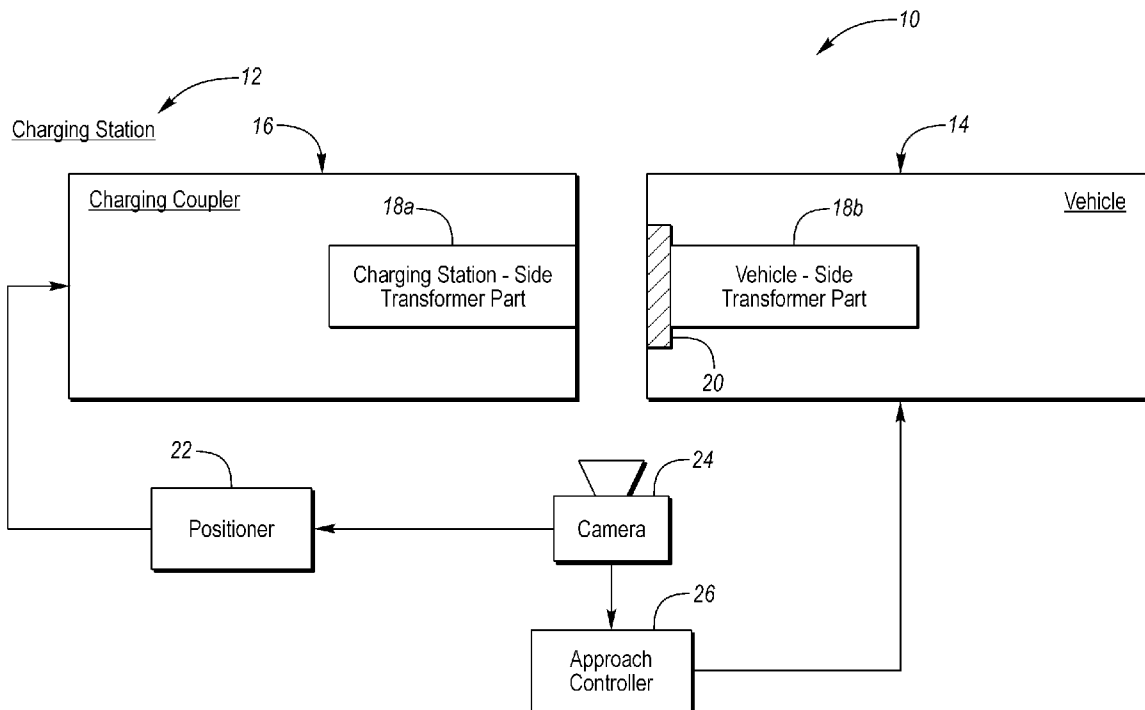 10
12
Charging Station
16
14
Charging Coupler
Vehicle
18a
18b
Charging Station - Side
Transformer Part
Vehicle - Side
Transformer Part
20
22
24
Positioner
Camera
26
Approach
Controller